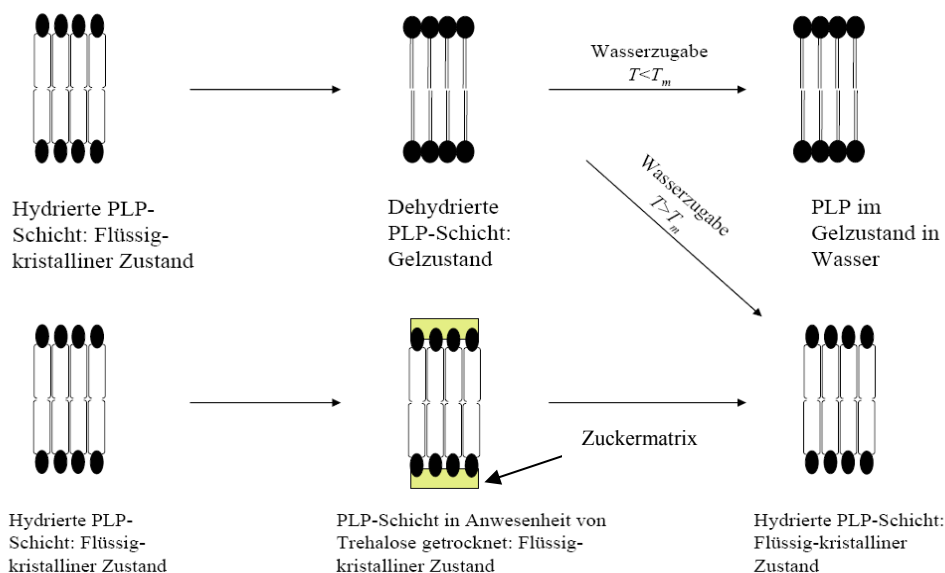 Wasserzugabe
T<Tm
Wasserzugabe
T>Tm
Hydrierte PLP-
Schicht: Flüssig-
kristalliner Zustand
Dehydrierte
PLP-Schicht:
Gelzustand
PLP im
Gelzustand in
Wasser
Zuckermatrix
Hydrierte PLP-
Schicht: Flüssig-
kristalliner Zustand
PLP-Schicht in Anwesenheit von
Trehalose getrocknet: Flüssig-
kristalliner Zustand
Hydrierte PLP-Schicht:
Flüssig-kristalliner
Zustand